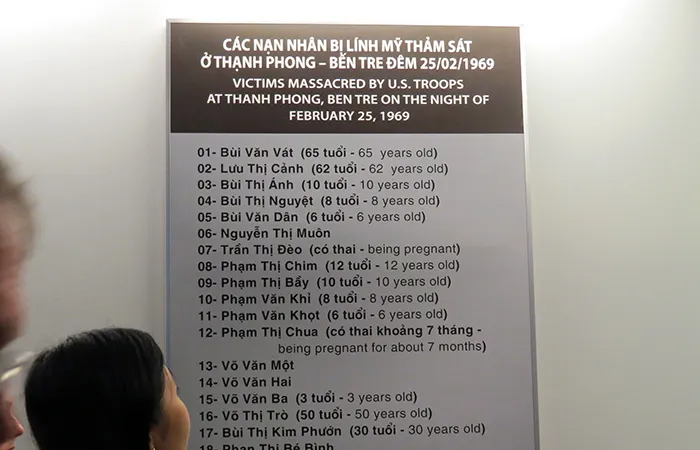 CÁC NẠN NHÂN BỊ LÍNH MỸ THẢM SÁT
Ở THẠNH PHONG – BẾN TRE ĐÊM 25/02/1969
VICTIMS MASSACRED BY U.S. TROOPS
AT THANH PHONG, BEN TRE ON THE NIGHT OF
FEBRUARY 25, 1969
01- Bùi Văn Vát (65 tuổi - 65 years old)
02- Lưu Thị Cảnh (62 tuổi - 62 years old)
03- Bùi Thị Ánh (10 tuổi - 10 years old)
04- Bùi Thị Nguyệt (8 tuổi - 8 years old)
05- Bùi Văn Dân (6 tuổi - 6 years old)
06- Nguyễn Thị Muôn
07- Trần Thị Đèo (có thai - being pregnant)
08- Phạm Thị Chim (12 tuổi - 12 years old)
09- Phạm Thị Bẩy (10 tuổi - 10 years old)
10- Phạm Văn Khỉ (8 tuổi - 8 years old)
11- Phạm Văn Khọt (6 tuổi - 6 years old)
12- Phạm Thị Chua (có thai khoảng 7 tháng -
being pregnant for about 7 months)
13- Võ Văn Một
14- Võ Văn Hai
15- Võ Văn Ba (3 tuổi - 3 years old)
16- Võ Thị Trò (50 tuổi - 50 years old)
17- Bùi Thị Kim Phướn (30 tuổi - 30 years old)
18- Phan Thị Bé Bình